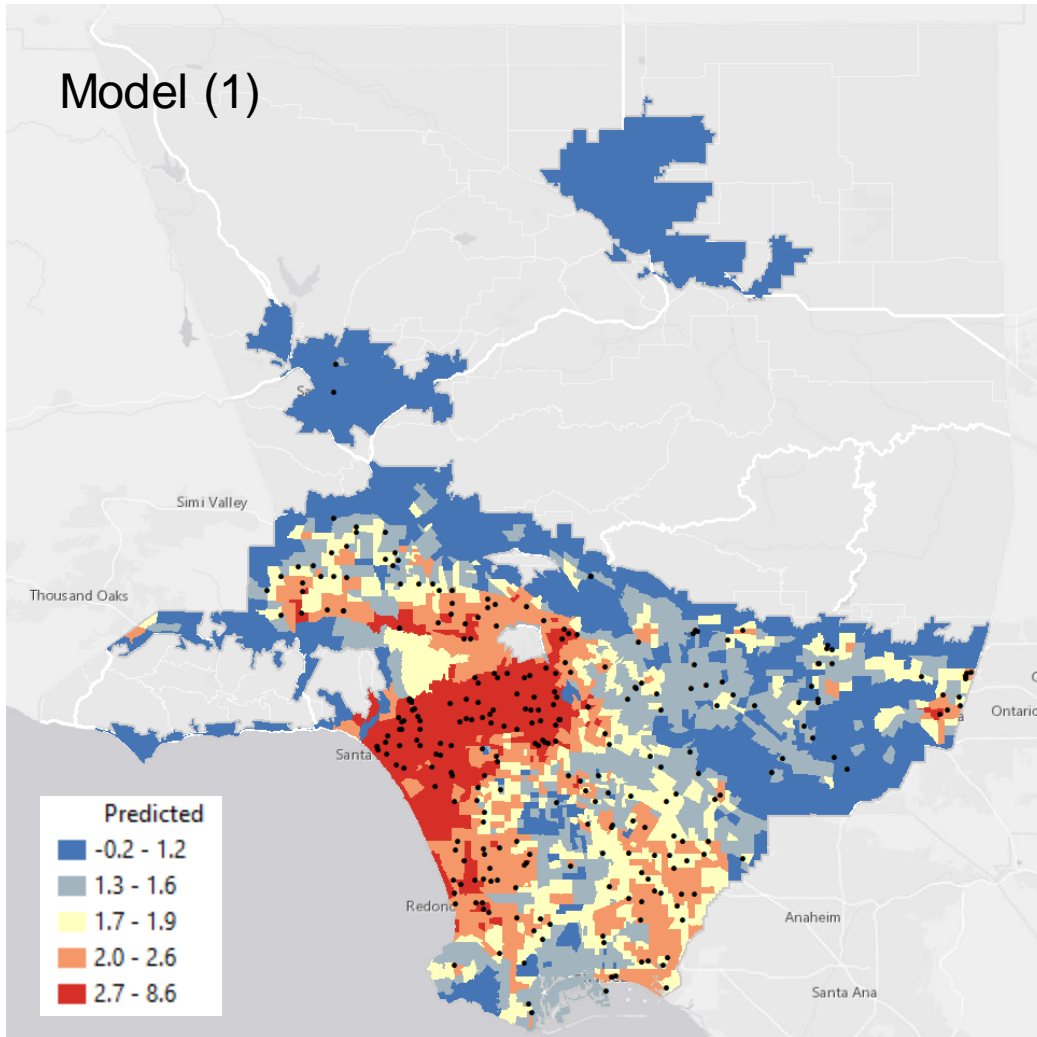 Model (1)
Simi Valley
Thousand Oaks
Ontario
Santa
Redond
Anaheim
Santa Ana
Predicted
-0.2 - 1.2
1.3 - 1.6
1.7 - 1.9
2.0 - 2.6
2.7 - 8.6